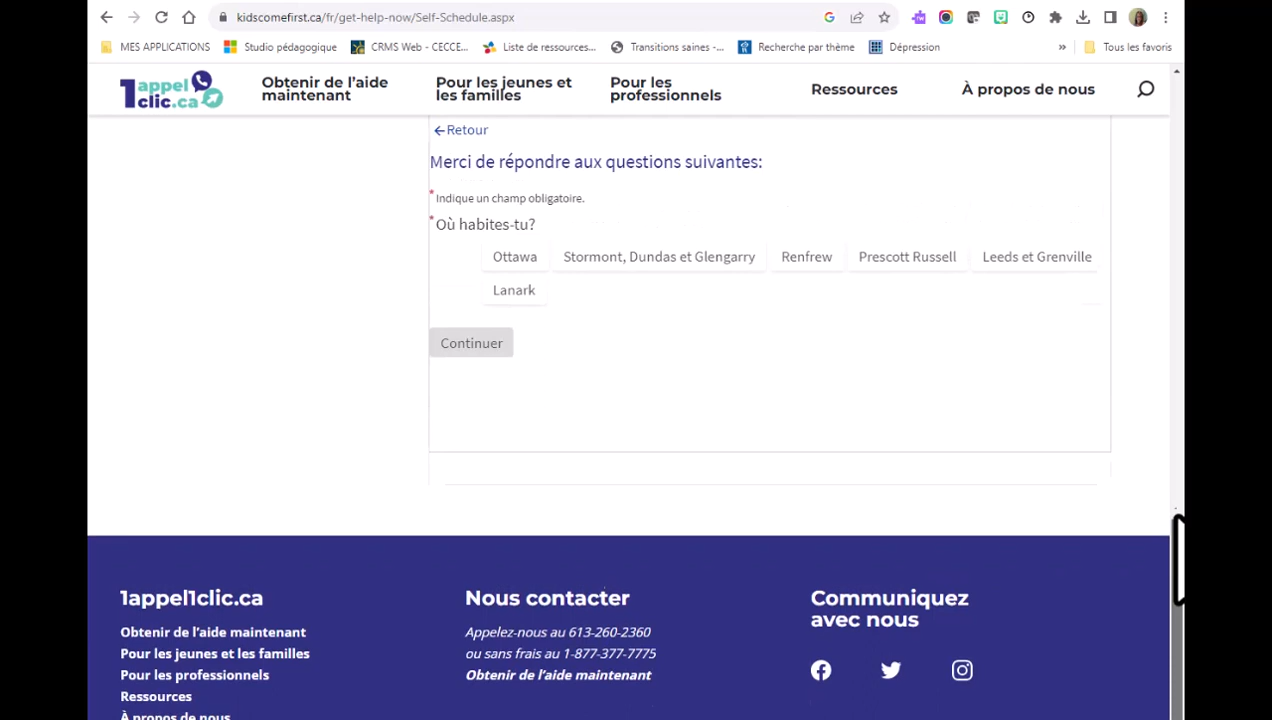 kidscomefirst.ca/fr/get-help-now/Self-Schedule.aspx
MES APPLICATIONS Studio pédagogique CRMS Web - CECCE... Liste de ressources... Transitions saines -... Recherche par thème Dépression » Tous les favoris
1appel
clic.ca
Obtenir de l'aide
maintenant
Pour les jeunes et
les familles
Pour les
professionnels
Ressources
À propos de nous
Retour
Merci de répondre aux questions suivantes:
* Indique un champ obligatoire.
* Où habites-tu?
Ottawa Stormont, Dundas et Glengarry Renfrew Prescott Russell Leeds et Grenville
Lanark
Continuer
1appel1clic.ca
Obtenir de l'aide maintenant
Pour les jeunes et les familles
Pour les professionnels
Ressources
À propos de nous
Nous contacter
Appelez-nous au 613-260-2360
ou sans frais au 1-877-377-7775
Obtenir de l'aide maintenant
Communiquez
avec nous